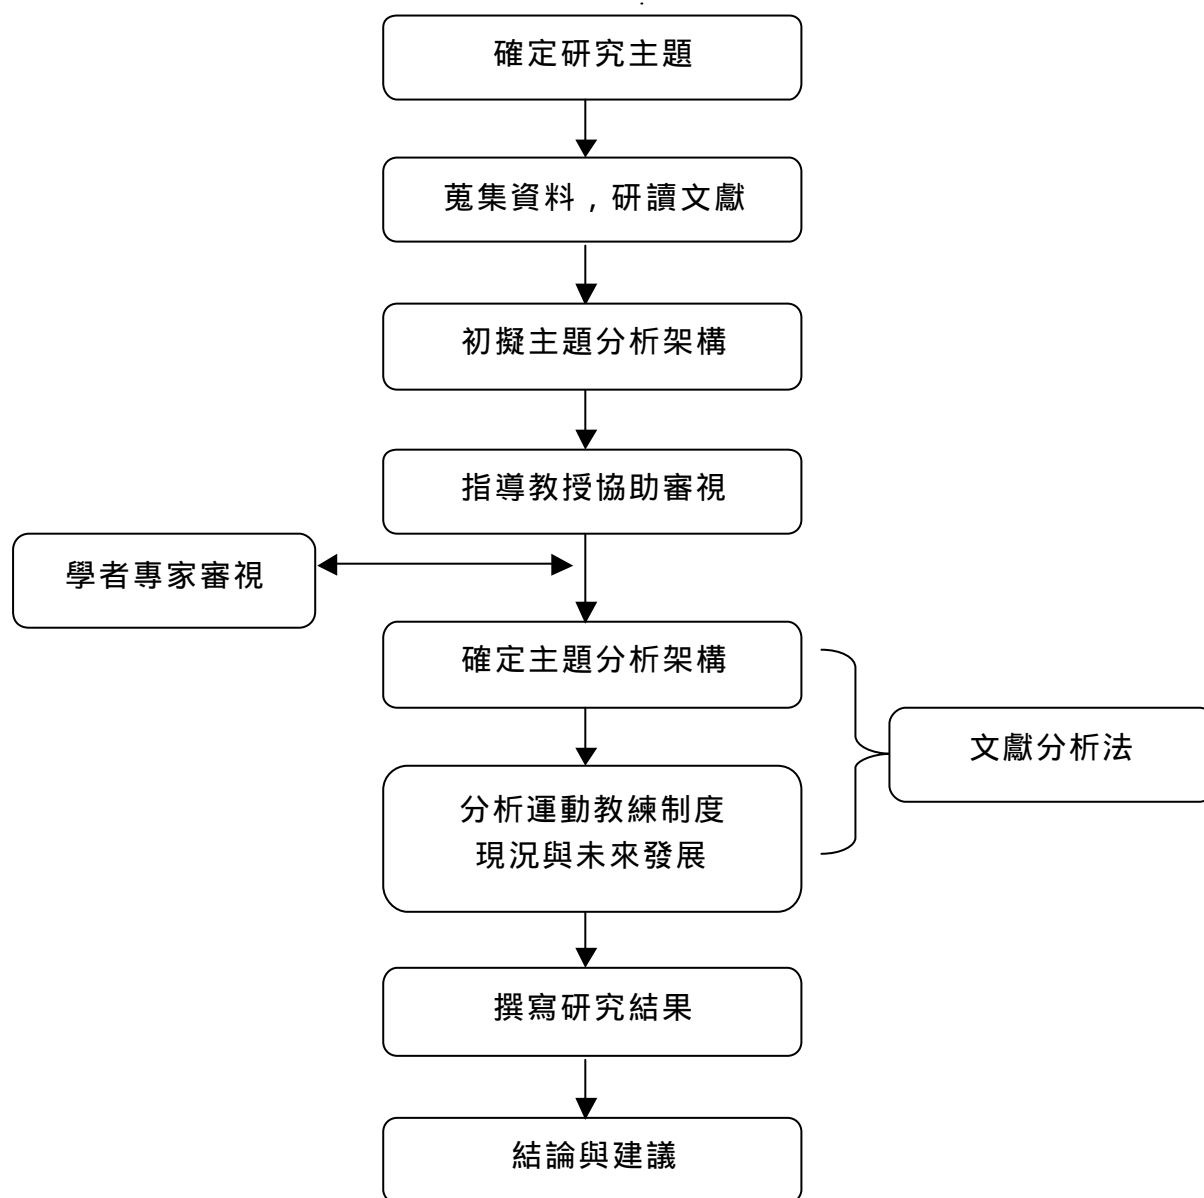 確定研究主題
蒐集資料，研讀文獻
初擬主題分析架構
指導教授協助審視
學者專家審視
確定主題分析架構
文獻分析法
分析運動教練制度
現況與未來發展
撰寫研究結果
結論與建議